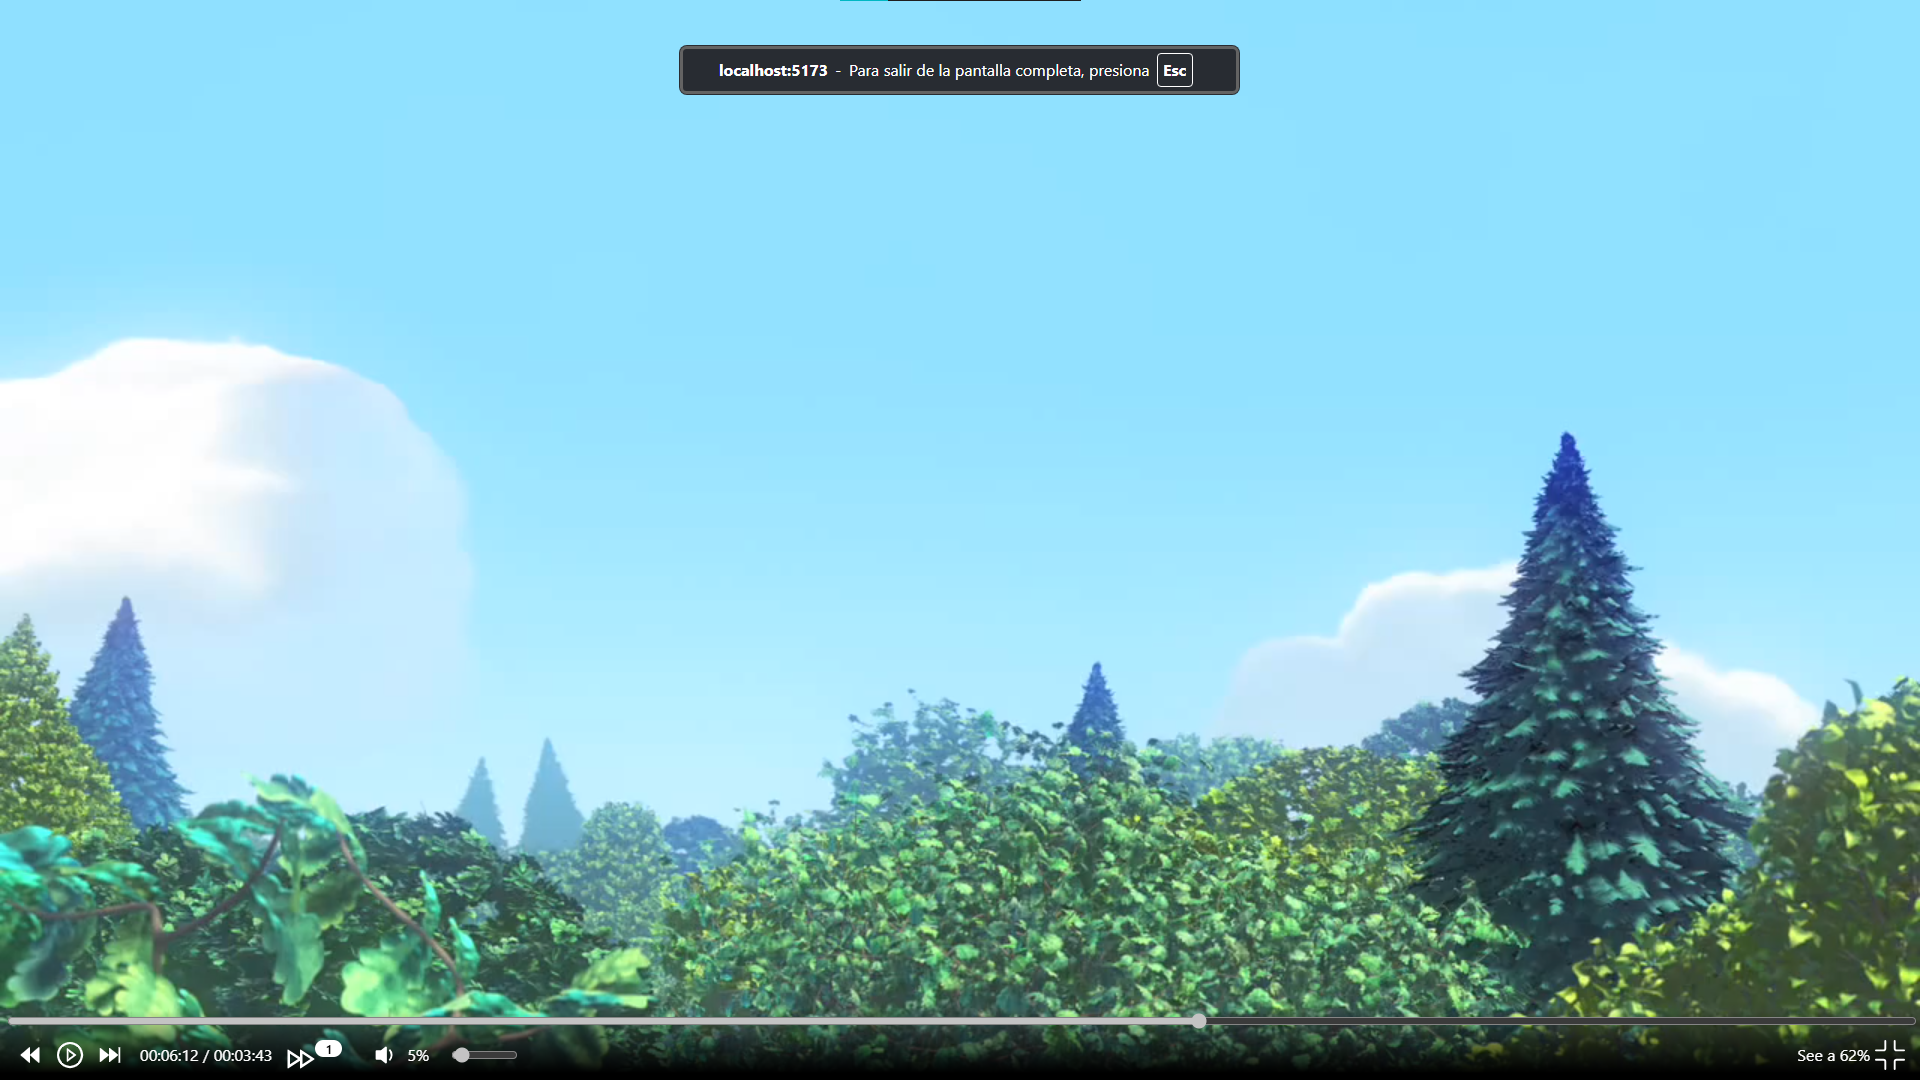 localhost:5173 - Para salir de la pantalla completa, presiona Esc
00:06:12 / 00:03:43 1 5% See a 62%